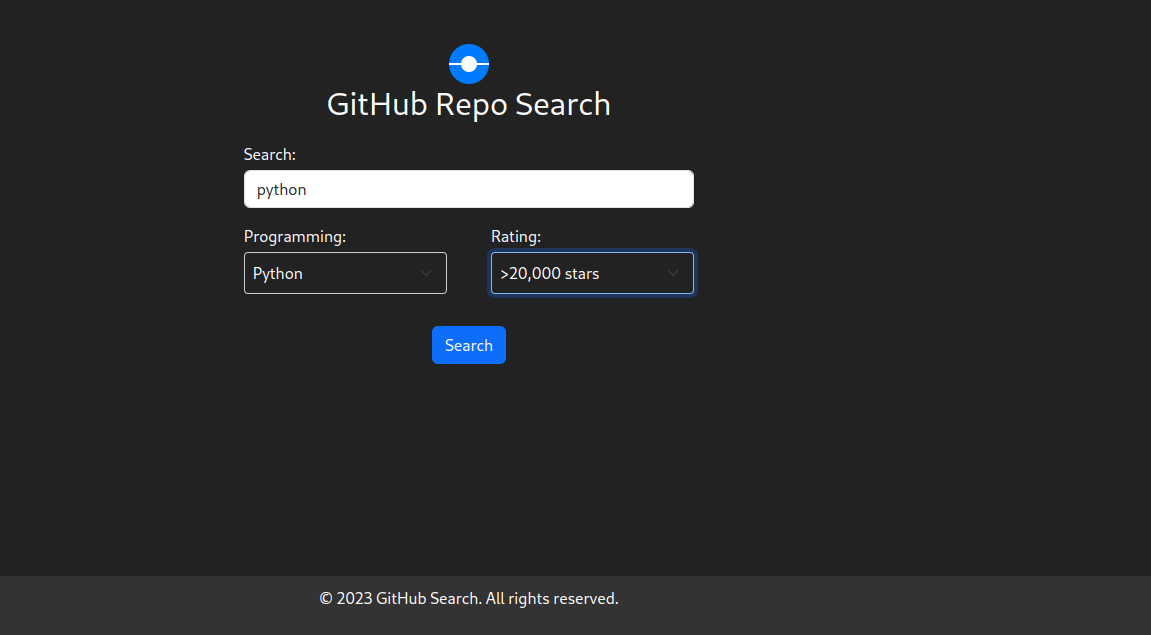 GitHub Repo Search
Search:
python
Programming: Rating:
Python >20,000 stars
Search
© 2023 GitHub Search. All rights reserved.